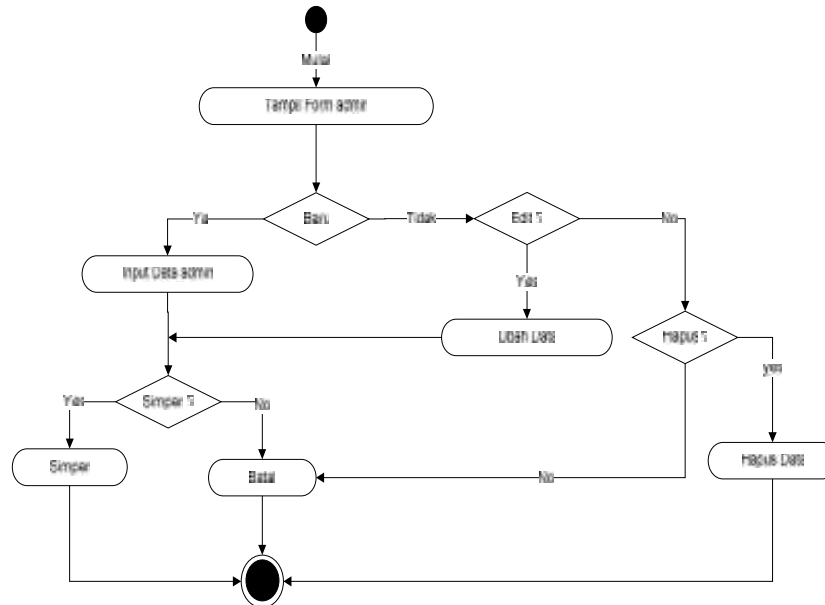 Mulai
Tampil Form admin
Baru
Ya
Tidak
Edit ?
No
Input Data admin
Yes
Ubah Data
Hapus ?
yes
Simpan ?
Yes
No
Simpan
Batal
No
Hapus Data